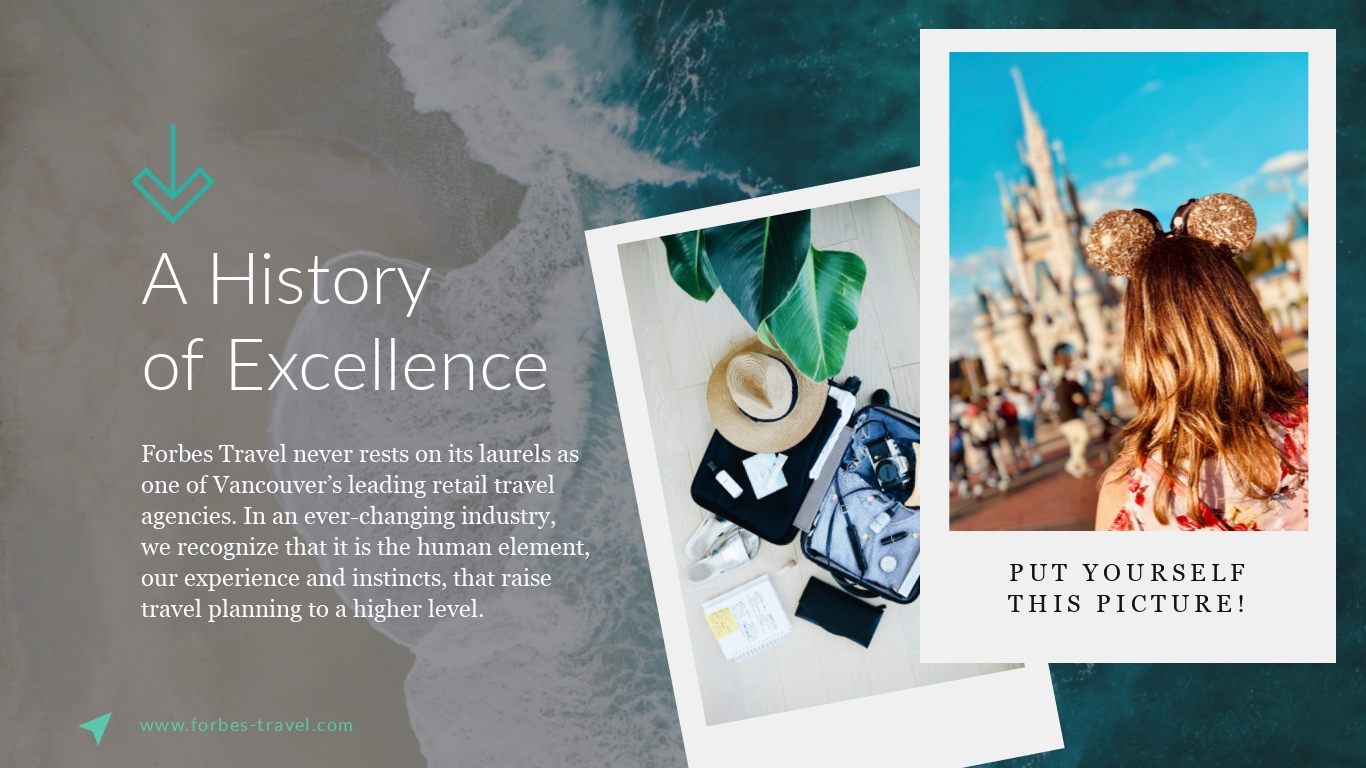 A History
of Excellence
Forbes Travel never rests on its laurels as
one of Vancouver’s leading retail travel
agencies. In an ever-changing industry,
we recognize that it is the human element,
our experience and instincts, that raise
travel planning to a higher level.
www.forbes-travel.com
PUT YOURSELF
THIS PICTURE!